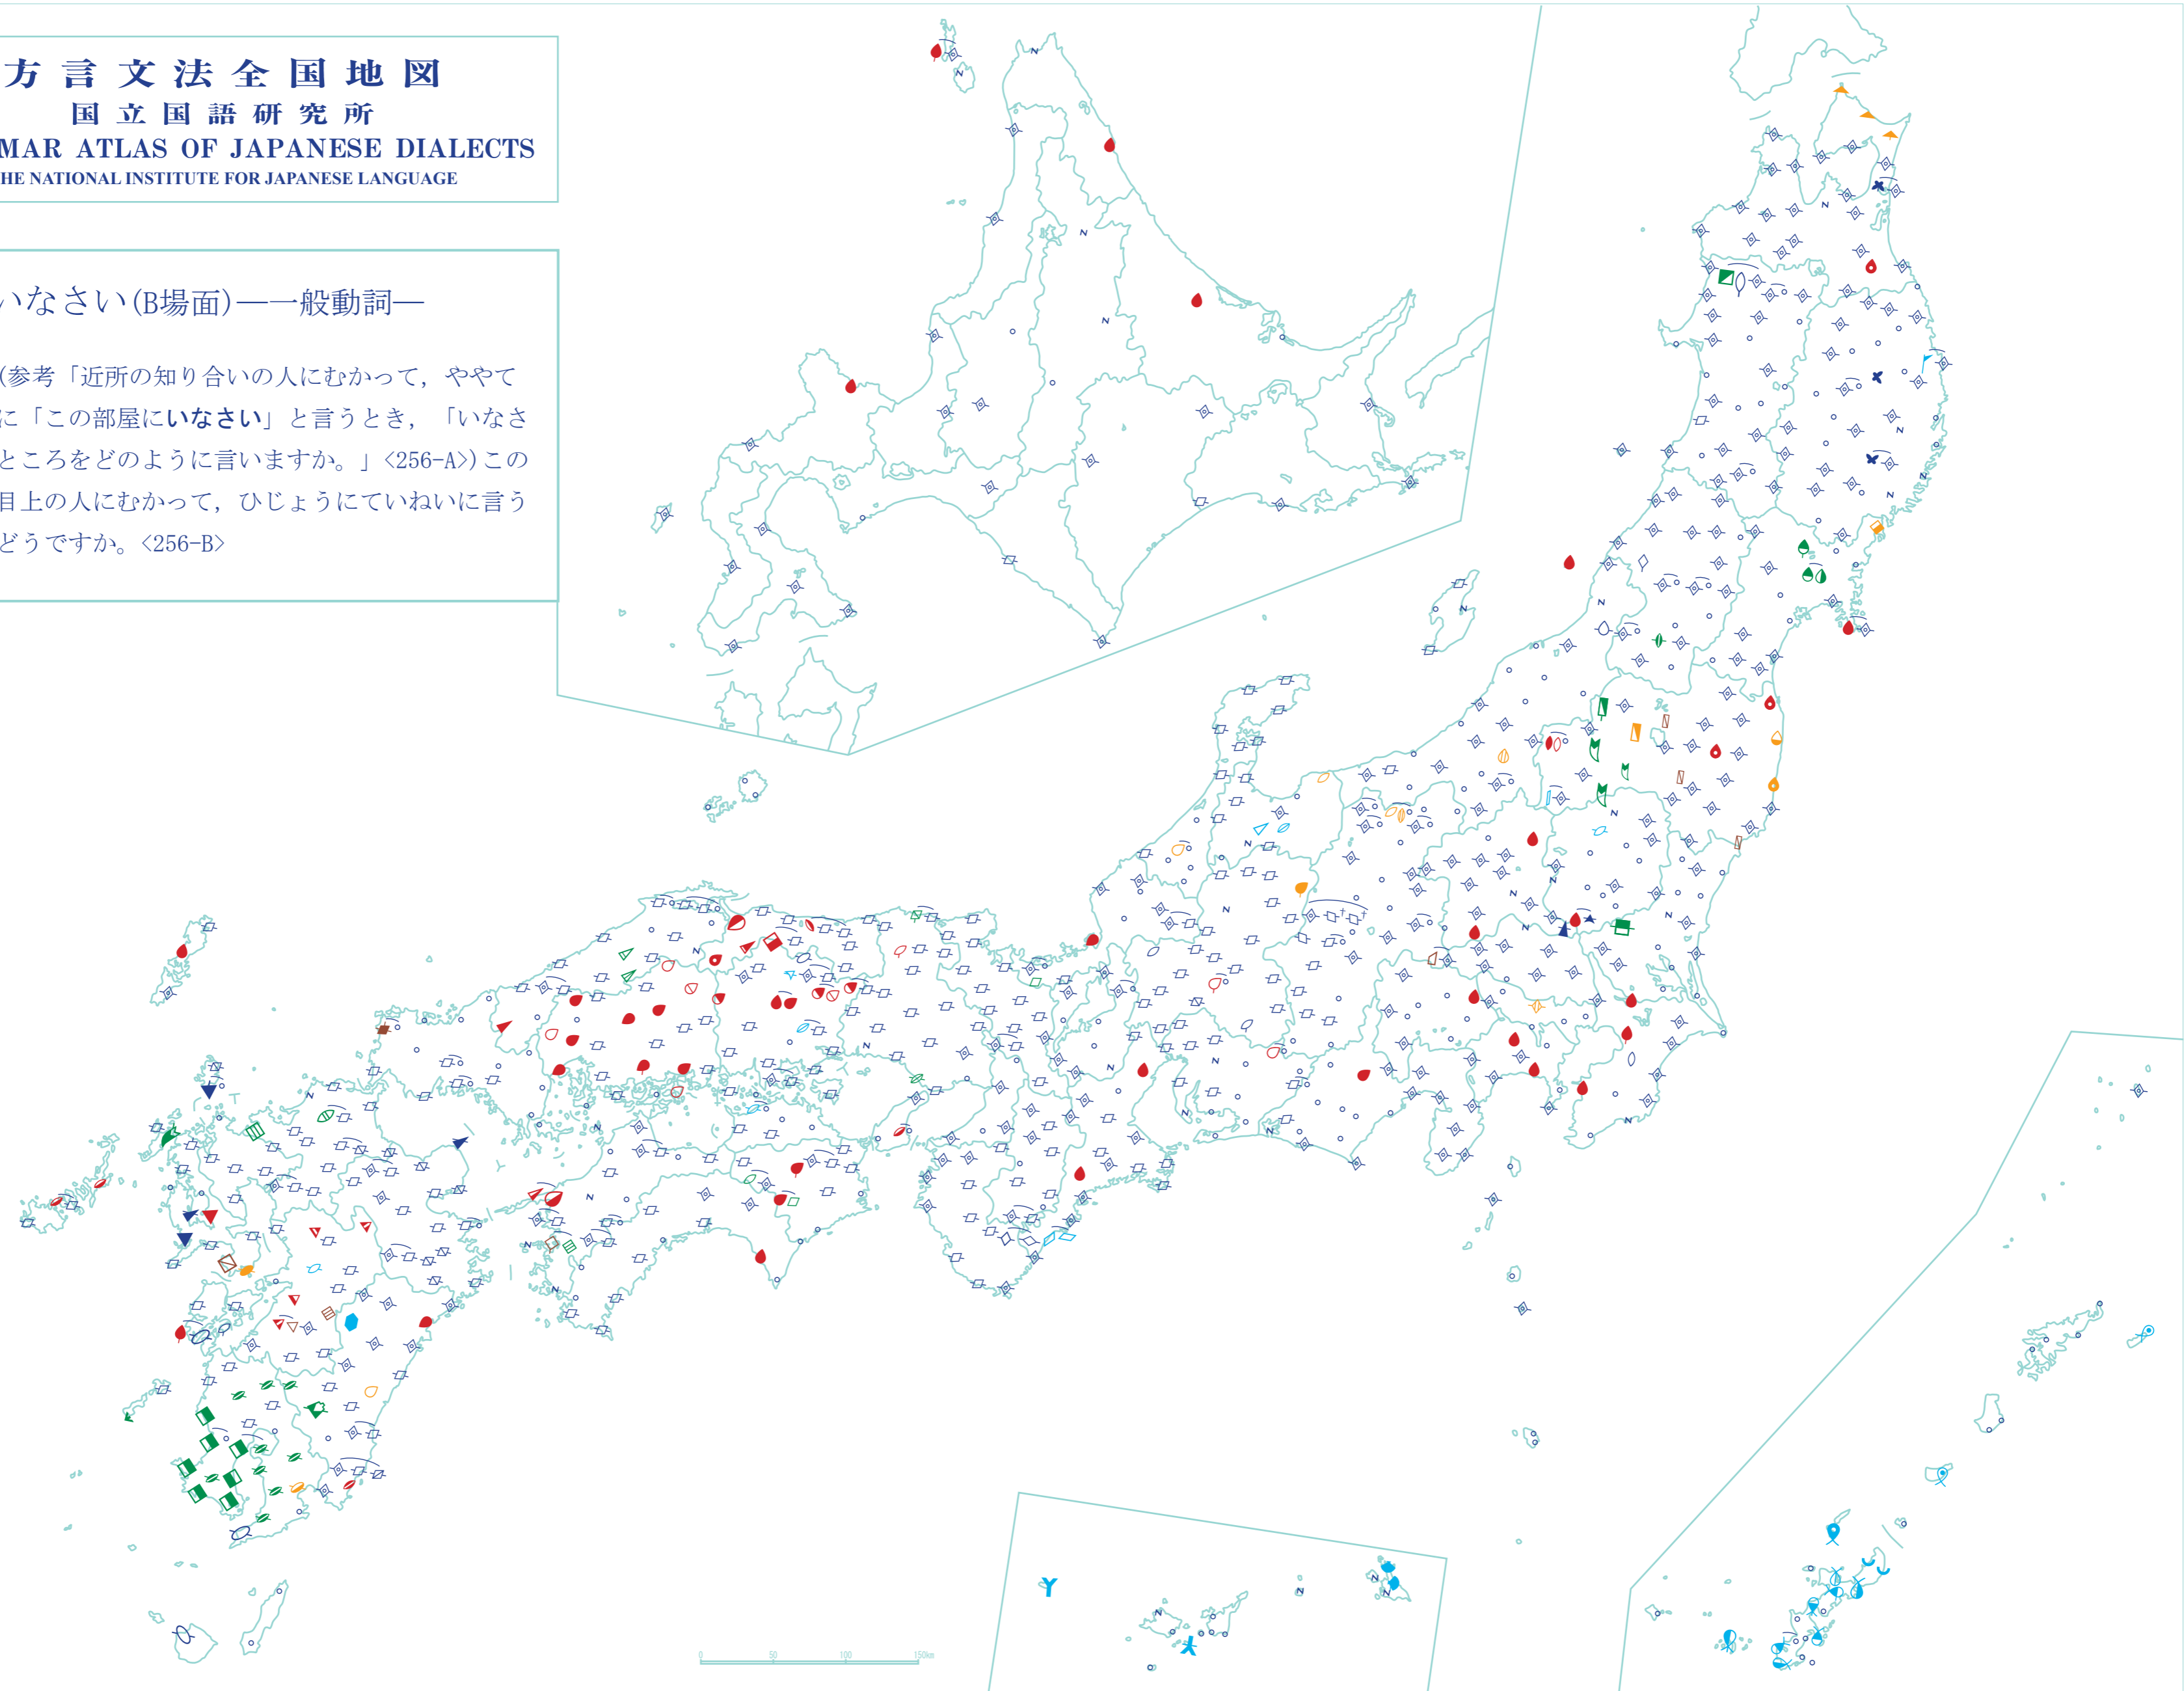 方言文法全国地図
国立国語研究所
MAR ATLAS OF JAPANESE DIALECTS
HE NATIONAL INSTITUTE FOR JAPANESE LANGUAGE
いなさい(B場面)――一般動詞―
(参考「近所の知り合いの人にむかって，ややて
に「この部屋にいなさい」と言うとき，「いなさ
ところをどのように言いますか。」<256-A>)この
目上の人にむかって，ひじょうにていねいに言う
どうですか。<256-B>
0 50 100 150km